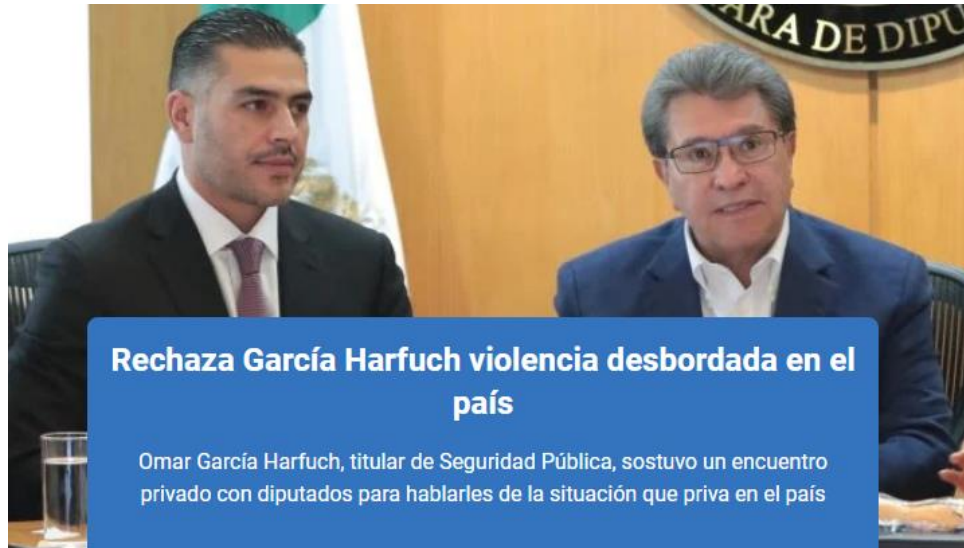 ARA DE DIPU
Rechaza García Harfuch violencia desbordada en el
país
Omar García Harfuch, titular de Seguridad Pública, sostuvo un encuentro
privado con diputados para hablarles de la situación que priva en el país